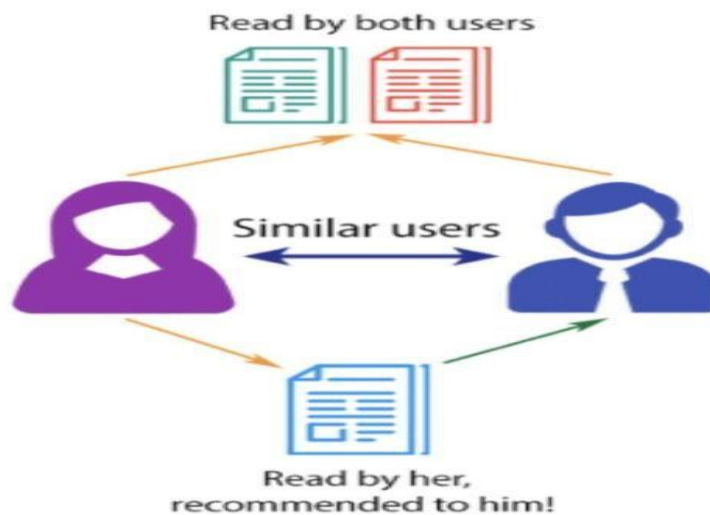 Read by both users
Similar users
Read by her,
recommended to him!